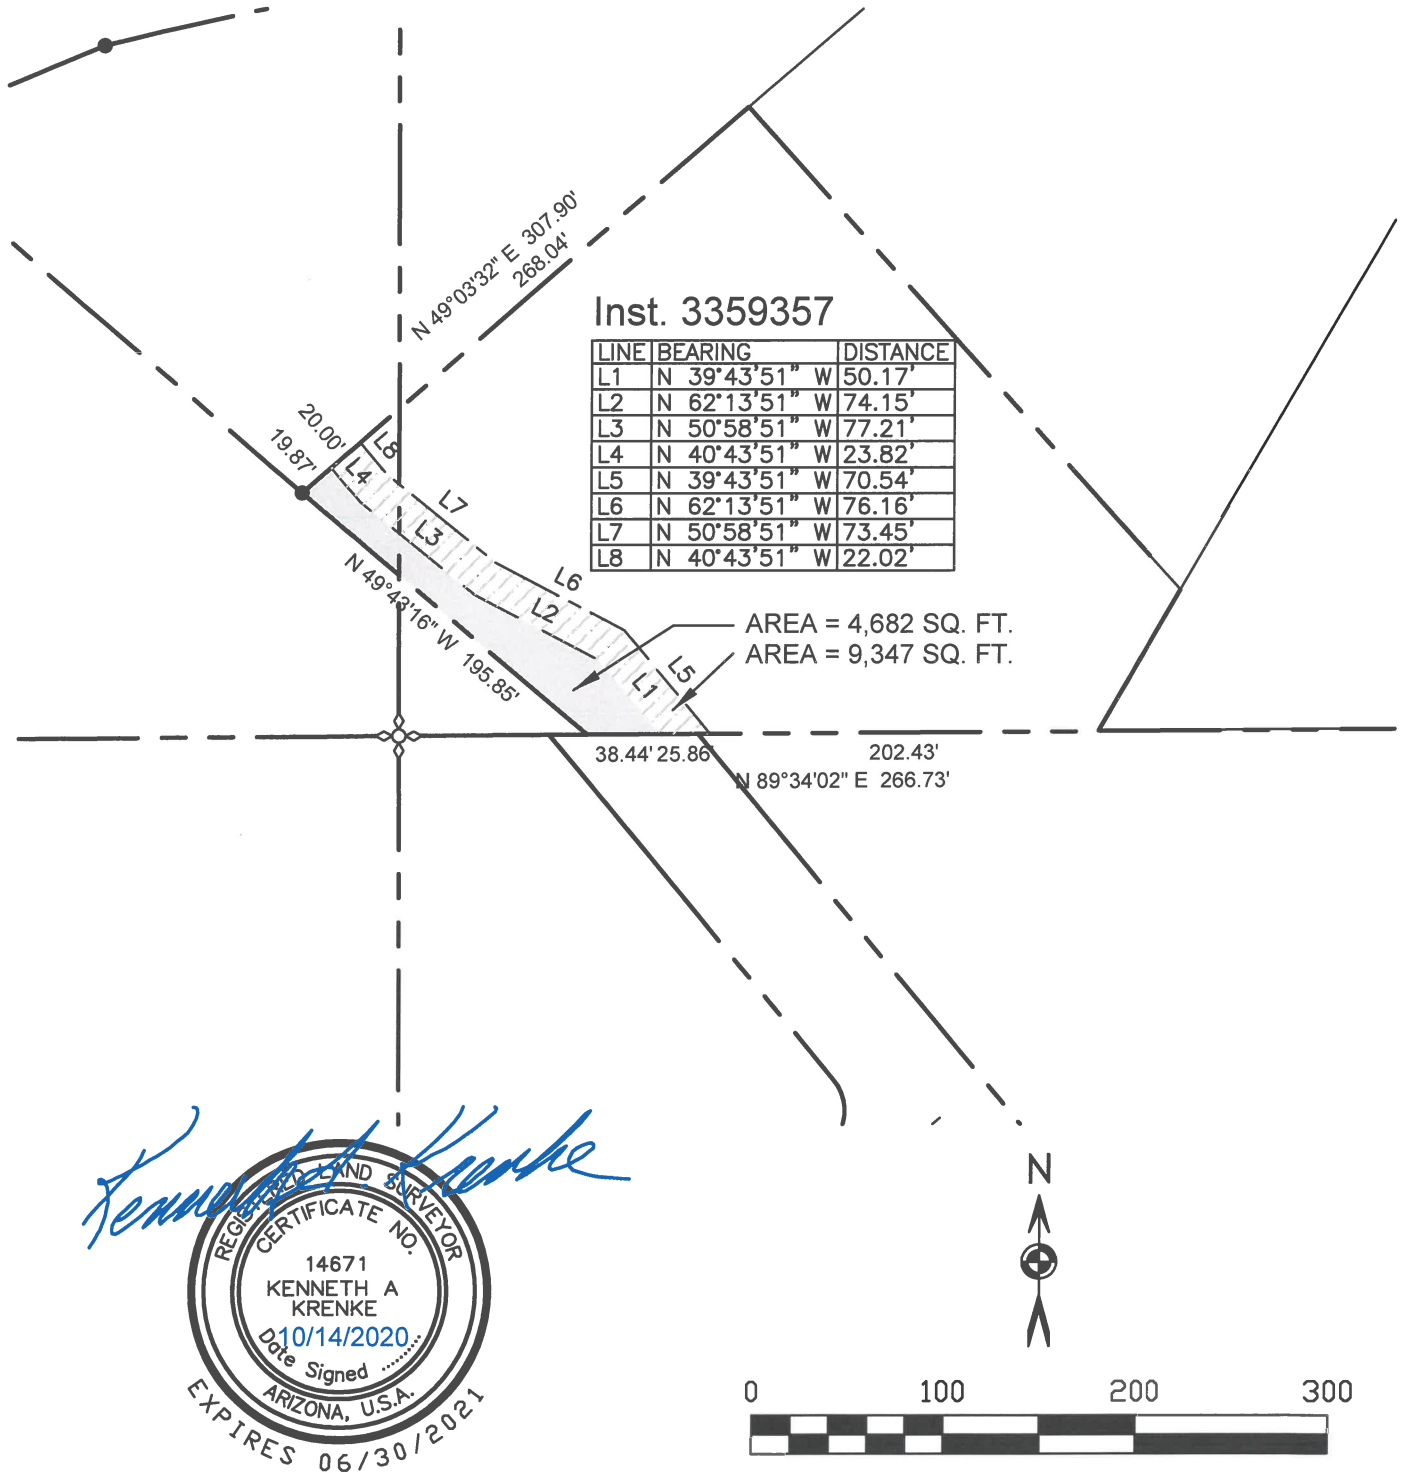 N 49°03'32" E 307.90'
268.04'
Inst. 3359357
LINE BEARING DISTANCE
L1 N 39°43'51" W 50.17'
L2 N 62°13'51" W 74.15'
L3 N 50°58'51" W 77.21'
L4 N 40°43'51" W 23.82'
L5 N 39°43'51" W 70.54'
L6 N 62°13'51" W 76.16'
L7 N 50°58'51" W 73.45'
L8 N 40°43'51" W 22.02'
20.00'
19.87'
L8
L4
L7
L3
L6
L2
N 49°43'16" W 195.85'
AREA = 4,682 SQ. FT.
AREA = 9,347 SQ. FT.
L5
L1
38.44' 25.86'
202.43'
N 89°34'02" E 266.73'
Kenneth A. Krenke
REGISTERED LAND SURVEYOR
CERTIFICATE NO.
14671
KENNETH A
KRENKE
10/14/2020
Date Signed
ARIZONA, U.S.A.
EXPIRES 06/30/2021
N
0 100 200 300